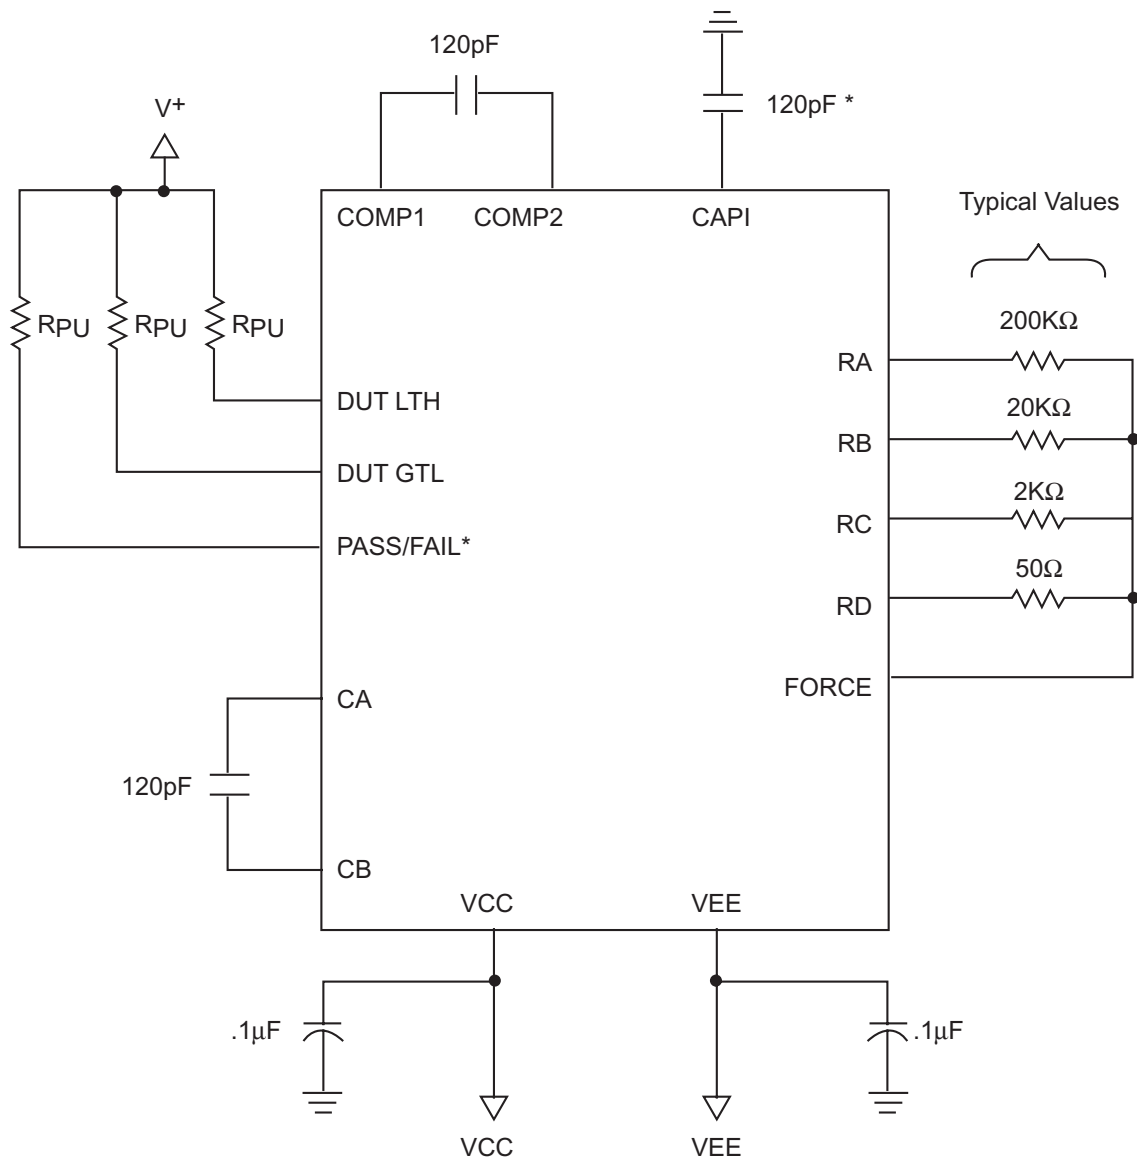 120pF
120pF *
V+
COMP1 COMP2 CAPI
Typical Values
RPU RPU RPU
200KΩ
RA
DUT LTH
20KΩ
RB
DUT GTL
2KΩ
RC
PASS/FAIL*
50Ω
RD
FORCE
CA
120pF
CB
VCC VEE
.1µF .1µF
VCC VEE